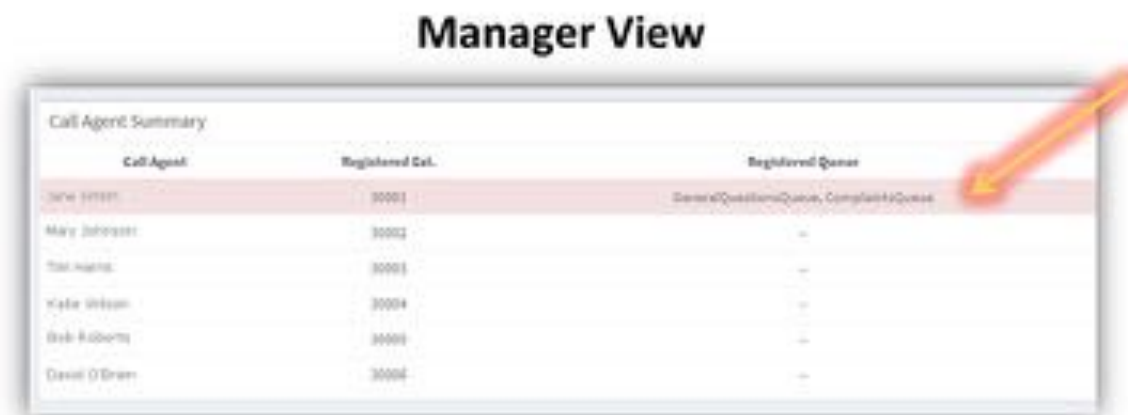 Manager View
Call Agent Summary
Call Agent Registered Ext. Registered Queue
Jane Smith 30001 GeneralQuestionsQueue, ComplaintsQueue
Mary Johnson 30002 --
Tim Harris 30003 --
Katie Wilson 30004 --
Bob Roberts 30005 --
David O'Brien 30006 --